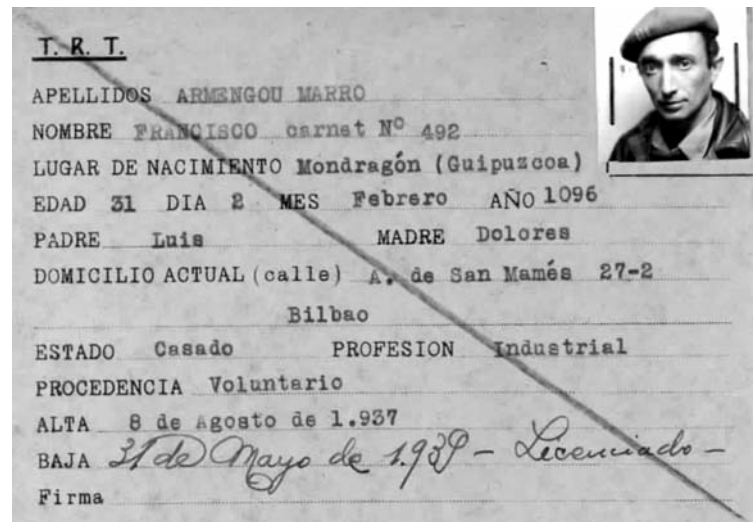 T. R. T.
APELLIDOS ARMENGOU MARRO
NOMBRE FRANCISCO carnet Nº 492
LUGAR DE NACIMIENTO Mondragón (Guipuzcoa)
EDAD 31 DIA 2 MES Febrero AÑO 1096
PADRE Luis MADRE Dolores
DOMICILIO ACTUAL (calle) A. de San Mamés 27-2
Bilbao
ESTADO Casado PROFESION Industrial
PROCEDENCIA Voluntario
ALTA 8 de Agosto de 1.937
BAJA 31 de Mayo de 1.939 - Licenciado -
Firma